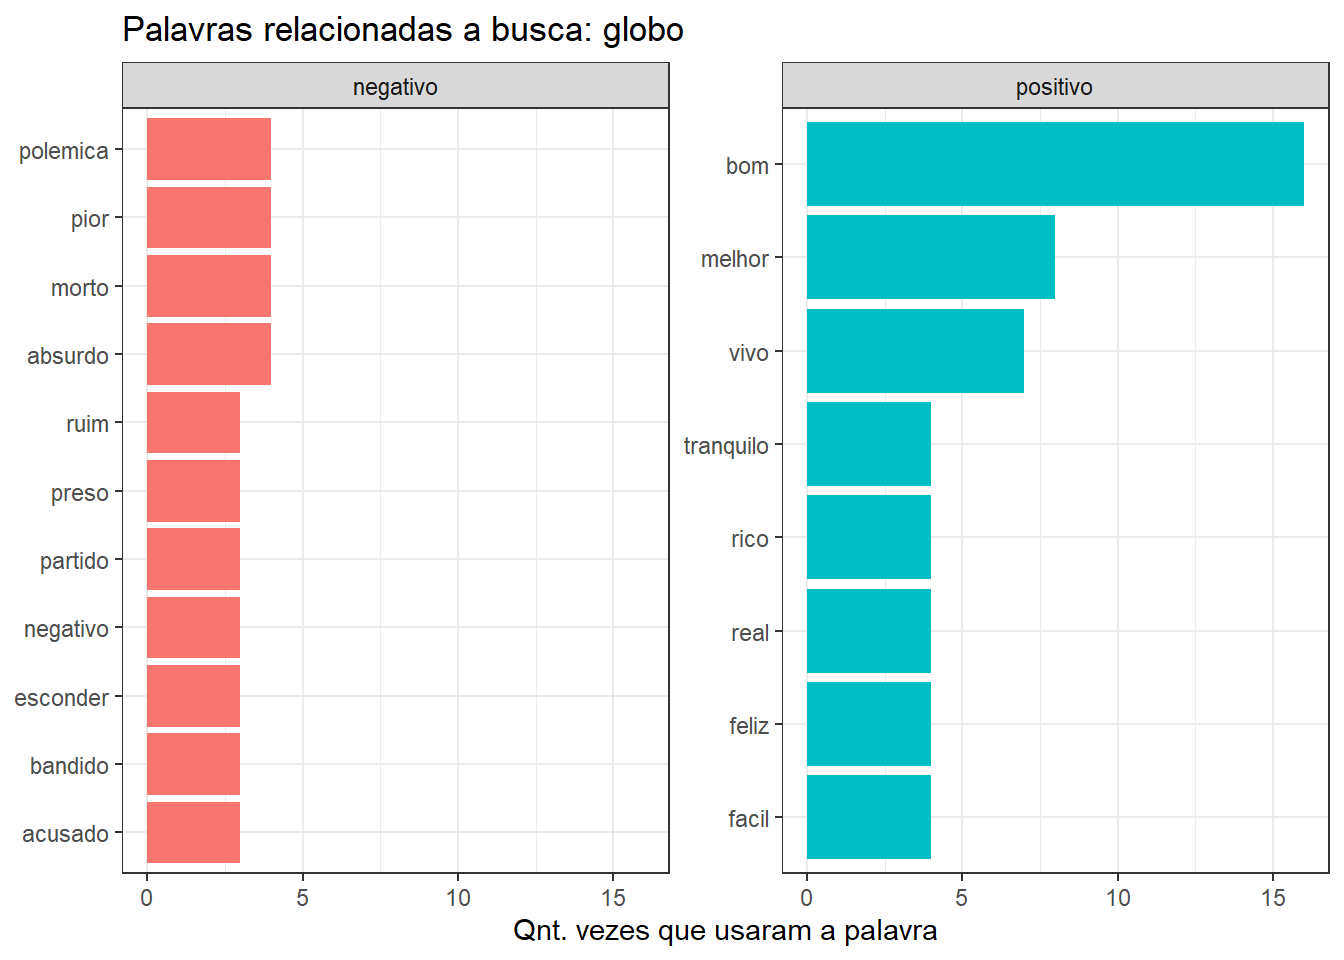 Palavras relacionadas a busca: globo
negativo
polemica
pior
morto
absurdo
ruim
preso
partido
negativo
esconder
bandido
acusado
0 5 10 15
positivo
bom
melhor
vivo
tranquilo
rico
real
feliz
facil
0 5 10 15
Qnt. vezes que usaram a palavra